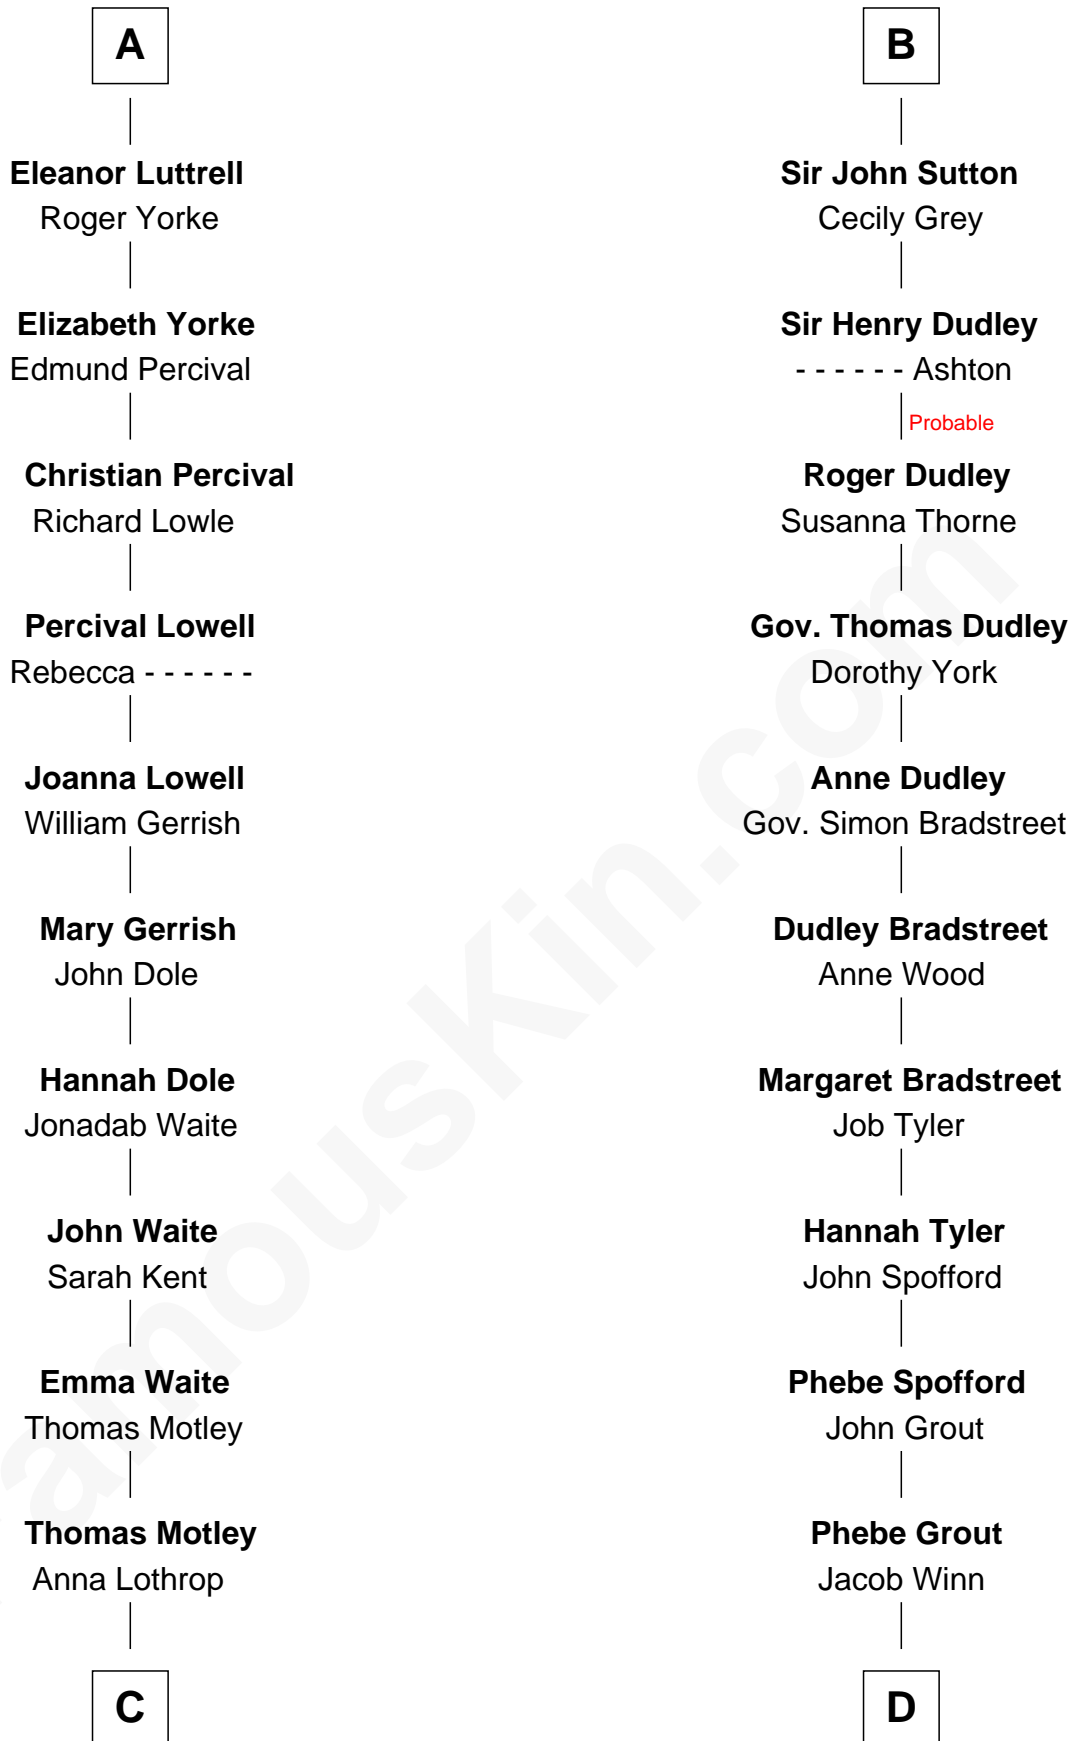 A
Eleanor Luttrell
Roger Yorke
Elizabeth Yorke
Edmund Percival
Christian Percival
Richard Lowle
Percival Lowell
Rebecca - - - - - -
Joanna Lowell
William Gerrish
Mary Gerrish
John Dole
Hannah Dole
Jonadab Waite
John Waite
Sarah Kent
Emma Waite
Thomas Motley
Thomas Motley
Anna Lothrop
C
B
Sir John Sutton
Cecily Grey
Sir Henry Dudley
- - - - - - Ashton
Probable
Roger Dudley
Susanna Thorne
Gov. Thomas Dudley
Dorothy York
Anne Dudley
Gov. Simon Bradstreet
Dudley Bradstreet
Anne Wood
Margaret Bradstreet
Job Tyler
Hannah Tyler
John Spofford
Phebe Spofford
John Grout
Phebe Grout
Jacob Winn
D
amouskin.com